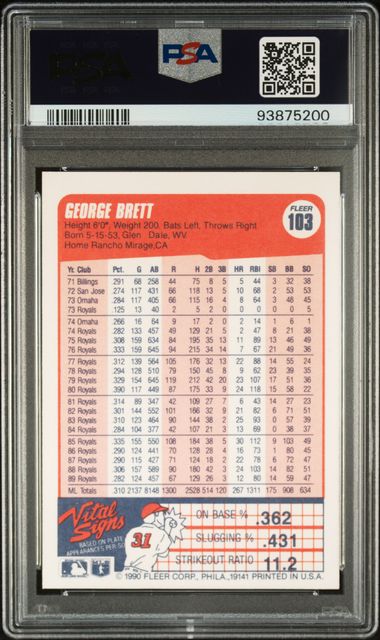 PSA
PSA
93875200
GEORGE BRETT
FLEER
103
Height 6'0", Weight 200, Bats Left, Throws Right
Born 5-15-53, Glen Dale, WV
Home Rancho Mirage,CA
Yr. Club Pct. G AB R H 2B 3B HR RBI SB BB SO
71 Billings .291 68 258 44 75 8 5 5 44 3 32 38
72 San Jose .274 117 431 66 118 13 5 10 68 2 53 53
73 Omaha .284 117 405 66 115 16 4 8 64 3 48 45
73 Royals .125 13 40 2 5 2 0 0 0 0 0 5
74 Omaha .266 16 64 9 17 2 0 2 14 1 6 1
74 Royals .282 133 457 49 129 21 5 2 47 8 21 38
75 Royals .308 159 634 84 195 35 13 11 89 13 46 49
76 Royals .333 159 645 94 215 34 14 7 67 21 49 36
77 Royals .312 139 564 105 176 32 13 22 88 14 55 24
78 Royals .294 128 510 79 150 45 8 9 62 23 39 35
79 Royals .329 154 645 119 212 42 20 23 107 17 51 36
80 Royals .390 117 449 87 175 33 9 24 118 15 58 22
81 Royals .314 89 347 42 109 27 7 6 43 14 27 23
82 Royals .301 144 552 101 166 32 9 21 82 6 71 51
83 Royals .310 123 464 90 144 38 2 25 93 0 57 39
84 Royals .284 104 377 42 107 21 3 13 69 0 38 37
85 Royals .335 155 550 108 184 38 5 30 112 9 103 49
86 Royals .290 124 441 70 128 28 4 16 73 1 80 45
87 Royals .290 115 427 71 124 18 2 22 78 6 72 47
88 Royals .306 157 589 90 180 42 3 24 103 14 82 51
89 Royals .282 124 457 67 129 26 3 12 80 14 59 47
ML Totals .310 2137 8148 1300 2528 514 120 267 1311 175 908 634
Vital Signs
BASED ON PLATE
APPEARANCES PER SO
31
ON BASE % .362
SLUGGING % .431
STRIKEOUT RATIO 11.2
© 1990 FLEER CORP., PHILA., 19141 PRINTED IN U.S.A.